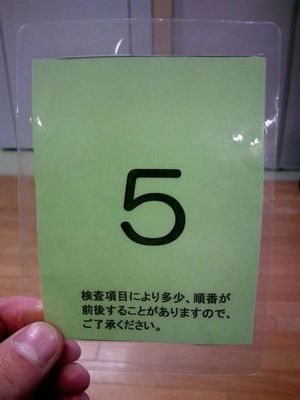 5
検査項目により多少、順番が
前後することがありますので、
ご了承ください。